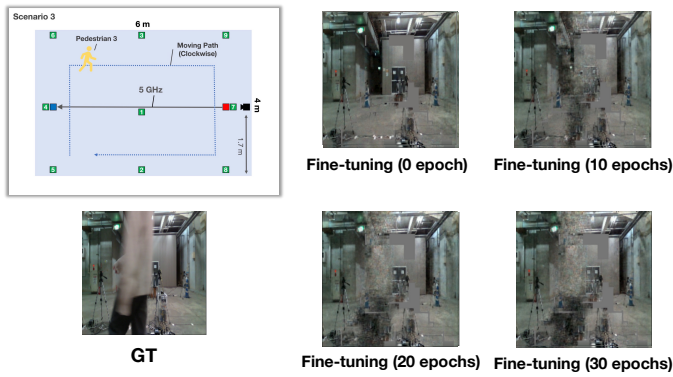 Scenario 3
6 m
6
3
9
Pedestrian 3
Moving Path
(Clockwise)
5 GHz
4
7
4 m
1
1.7 m
5
2
8
Fine-tuning (0 epoch)
Fine-tuning (10 epochs)
GT
Fine-tuning (20 epochs)
Fine-tuning (30 epochs)